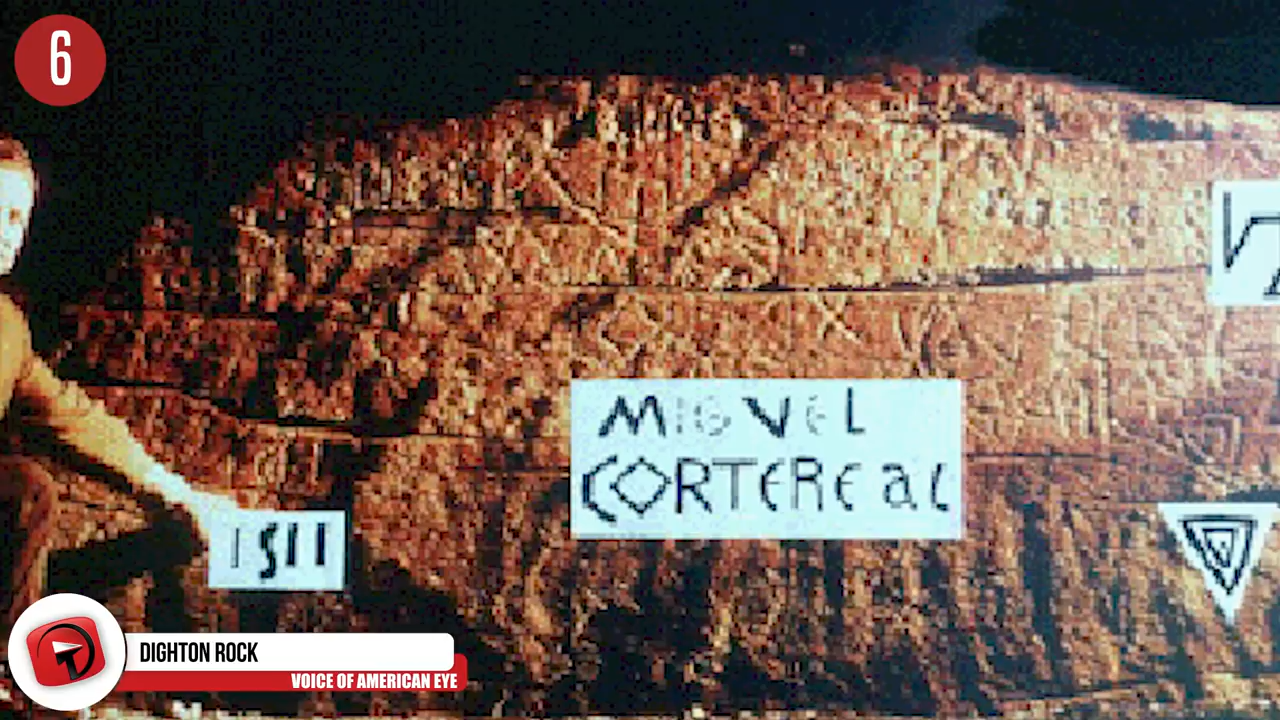 6
MIGVEL
CORTEREaL
1511
DIGHTON ROCK
VOICE OF AMERICAN EYE